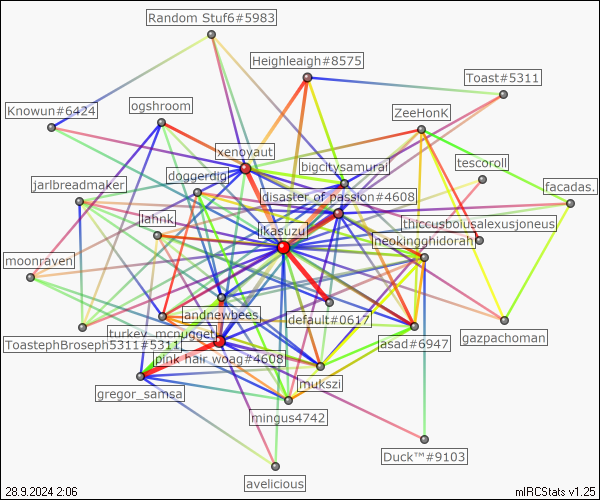 Random Stuf6#5983
Heighleaigh#8575
Toast#5311
Knowun#6424
ogshroom
ZeeHonK
xenovaut
tescoroll
bigcitysamurai
doggerdig
jarlbreadmaker
facadas.
disaster of passion#4608
lahnk
thiccusboiusalexusjoneus
ikasuzu
neokingghidorah
moonraven
andnewbees
default#0617
turkey_mcnugget
gazpachoman
ToastephBroseph5311#5311
asad#6947
pink hair woag#4608
mukszi
gregor_samsa
mingus4742
Duck™#9103
avelicious
28.9.2024 2:06
mIRCStats v1.25